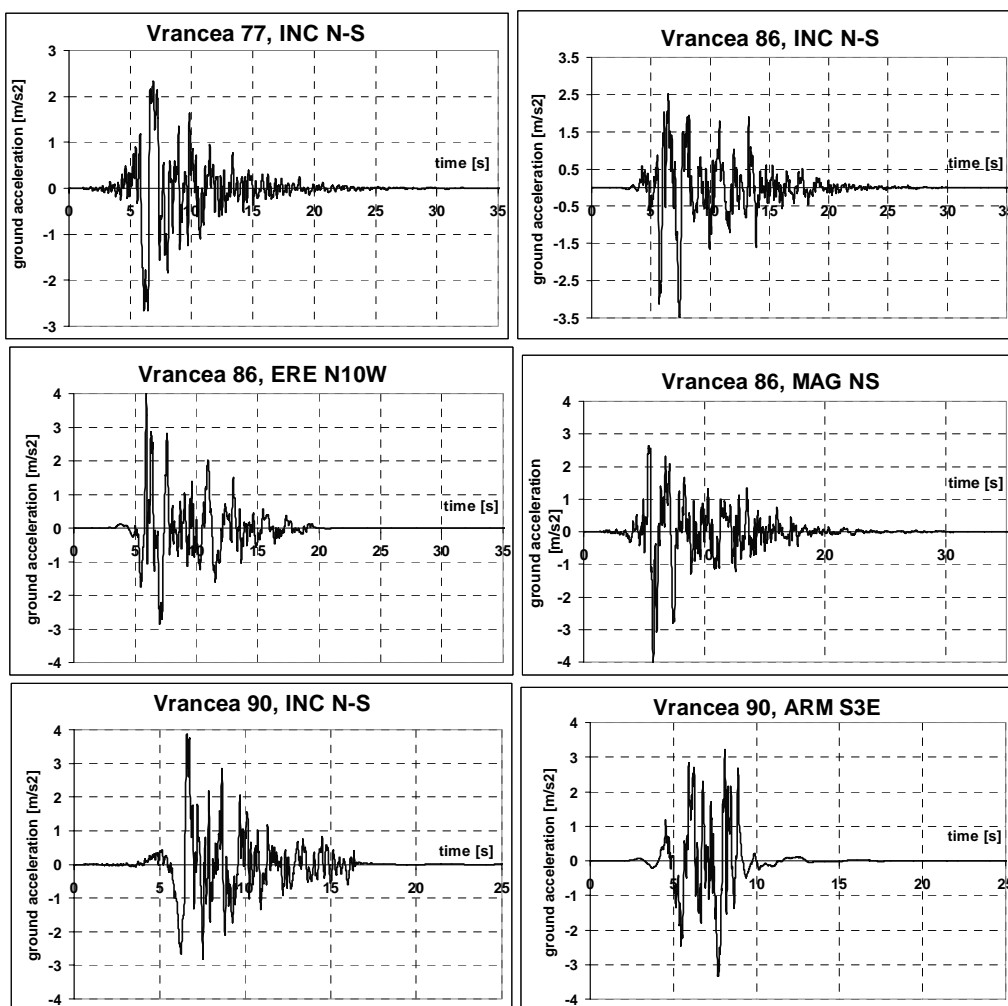 Vrancea 77, INC N-S
ground acceleration [m/s2]
3
2
1
0
-1
-2
-3
0 5 10 15 20 25 30 35
time [s]
Vrancea 86, INC N-S
ground acceleration [m/s2]
3.5
2.5
1.5
0.5
-0.5
-1.5
-2.5
-3.5
0 5 10 15 20 25 30 35
time [s]
Vrancea 86, ERE N10W
ground acceleration [m/s2]
4
3
2
1
0
-1
-2
-3
-4
0 5 10 15 20 25 30 35
time [s]
Vrancea 86, MAG NS
ground acceleration
[m/s2]
4
3
2
1
0
-1
-2
-3
-4
0 10 20 30
time [s]
Vrancea 90, INC N-S
ground acceleration [m/s2]
4
3
2
1
0
-1
-2
-3
-4
0 5 10 15 20 25
time [s]
Vrancea 90, ARM S3E
ground acceleration [m/s2]
4
3
2
1
0
-1
-2
-3
-4
0 5 10 15 20 25
time [s]